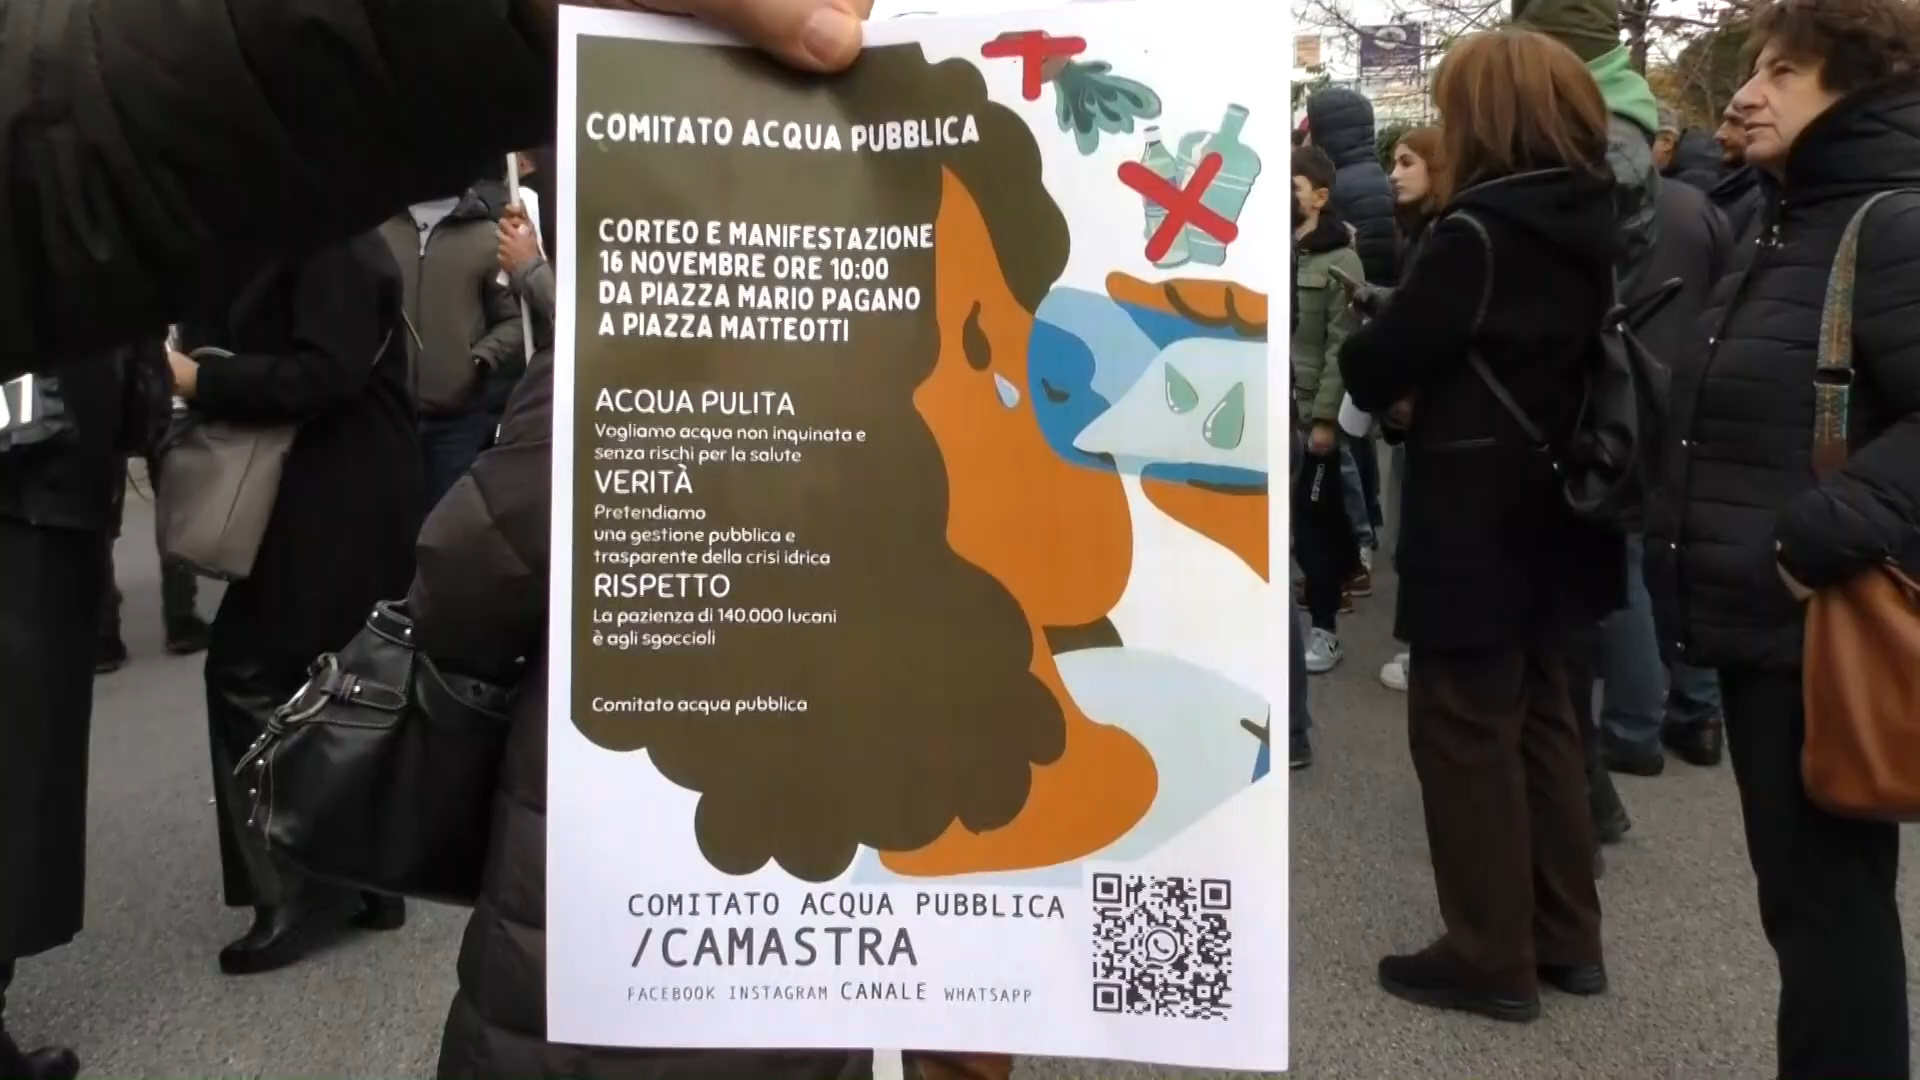 COMITATO ACQUA PUBBLICA
CORTEO E MANIFESTAZIONE
16 NOVEMBRE ORE 10:00
DA PIAZZA MARIO PAGANO
A PIAZZA MATTEOTTI
ACQUA PULITA
Vogliamo acqua non inquinata e
senza rischi per la salute
VERITÀ
Pretendiamo
una gestione pubblica e
trasparente della crisi idrica
RISPETTO
La pazienza di 140.000 lucani
è agli sgoccioli
Comitato acqua pubblica
COMITATO ACQUA PUBBLICA
/CAMASTRA
FACEBOOK INSTAGRAM CANALE WHATSAPP